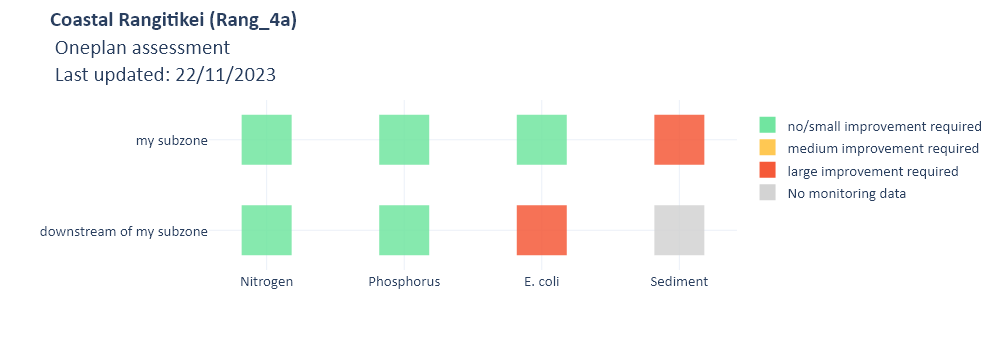 Coastal Rangitīkei (Rang_4a)
Oneplan assessment
Last updated: 22/11/2023
my subzone
downstream of my subzone
Nitrogen
Phosphorus
E. coli
Sediment
no/small improvement required
medium improvement required
large improvement required
No monitoring data